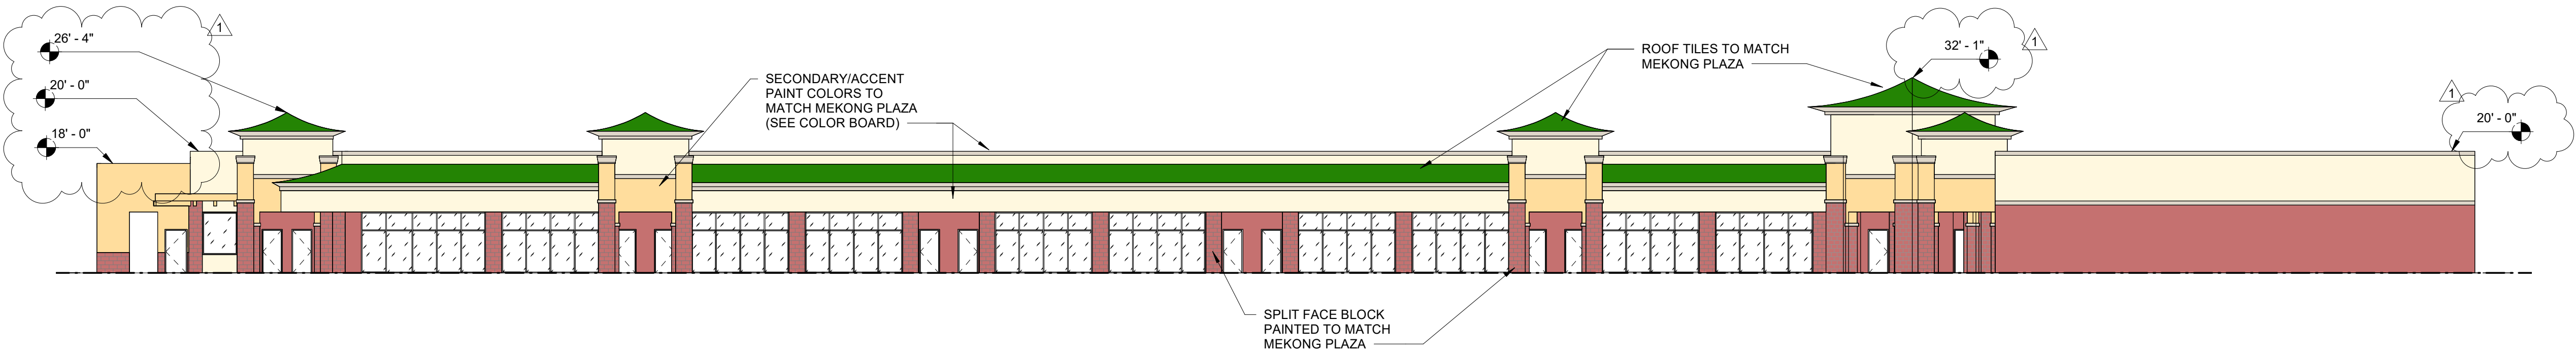 1
26' - 4"
20' - 0"
18' - 0"
SECONDARY/ACCENT
PAINT COLORS TO
MATCH MEKONG PLAZA
(SEE COLOR BOARD)
ROOF TILES TO MATCH
MEKONG PLAZA
32' - 1"
1
1
20' - 0"
SPLIT FACE BLOCK
PAINTED TO MATCH
MEKONG PLAZA